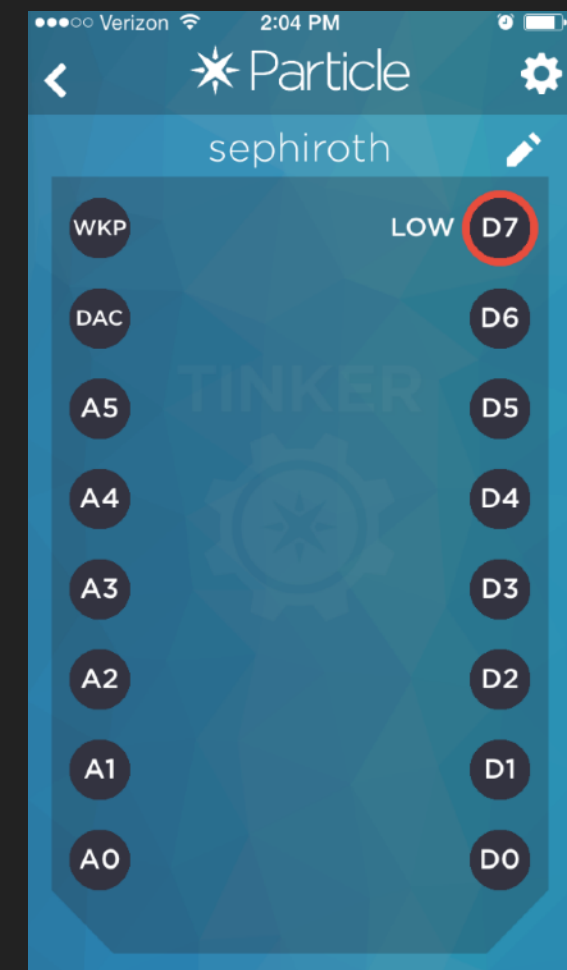 Verizon 2:04 PM
Particle
sephiroth
WKP LOW D7
DAC D6
TINKER
A5 D5
A4 D4
A3 D3
A2 D2
A1 D1
A0 D0